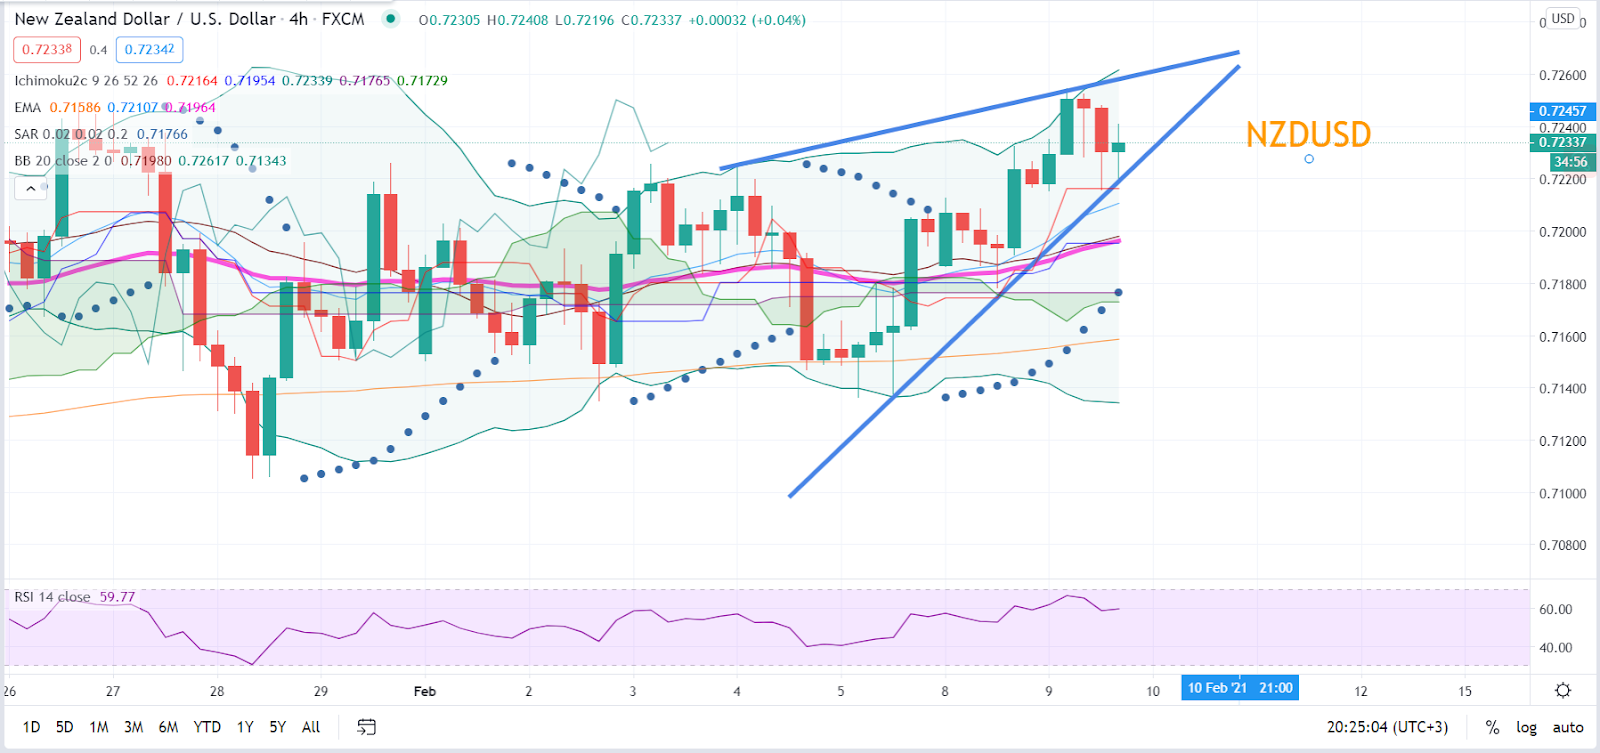 New Zealand Dollar / U.S. Dollar · 4h · FXCM O0.72305 H0.72408 L0.72196 C0.72337 +0.00032 (+0.04%)
USD
0.72338 0.4 0.72342
Ichimoku2c 9 26 52 26 0.72164 0.71954 0.72339 0.71765 0.71729
EMA 0.71586 0.72107 0.71964
SAR 0.02 0.02 0.2 0.71766
BB 20 close 2 0 0.71980 0.72617 0.71343
NZDUSD
0.72600
0.72457
0.72400
0.72337
34:56
0.72200
0.72000
0.71800
0.71600
0.71400
0.71200
0.71000
0.70800
RSI 14 close 59.77
60.00
40.00
26 27 28 29 Feb 2 3 4 5 8 9 10 10 Feb '21 21:00 12 15
1D 5D 1M 3M 6M YTD 1Y 5Y All 20:25:04 (UTC+3) % log auto